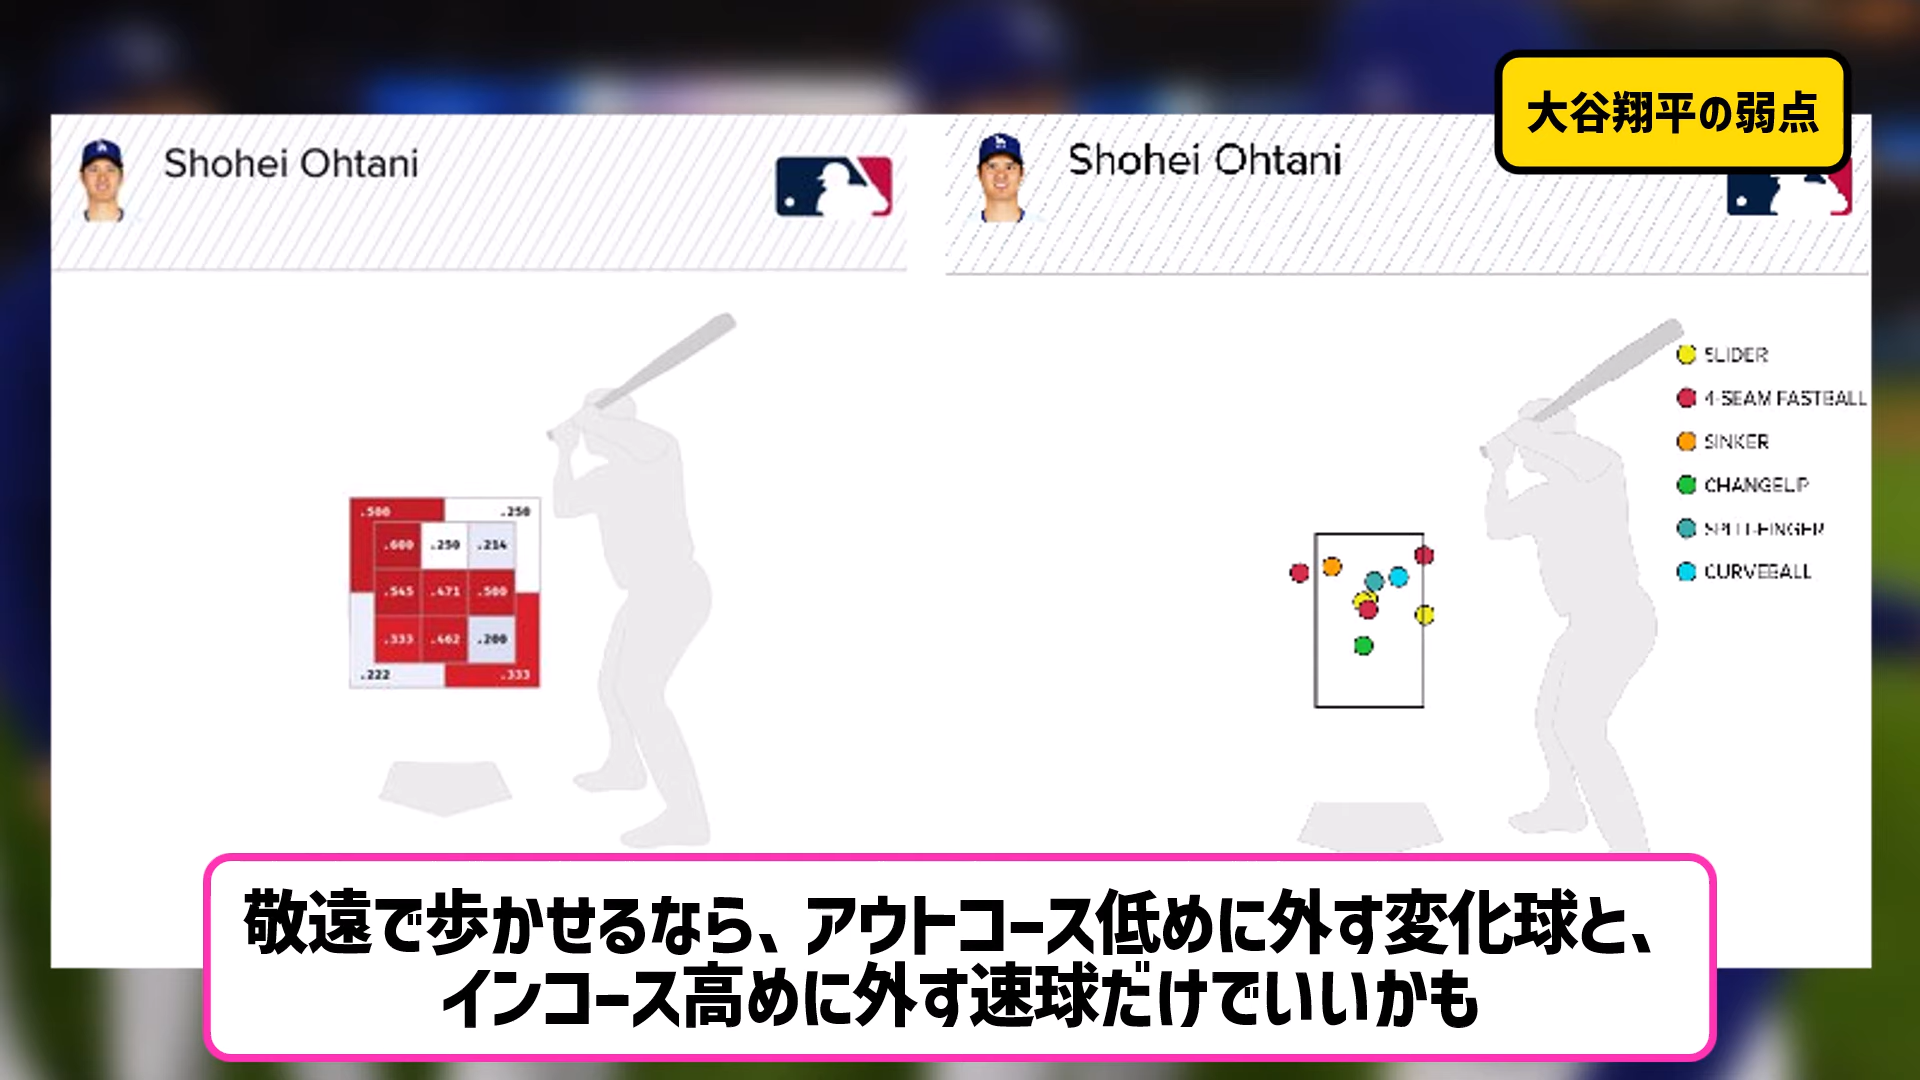 大谷翔平の弱点
Shohei Ohtani
Shohei Ohtani
SLIDER
4-SEAM FASTBALL
SINKER
CHANGEUP
SPLIT-FINGER
CURVEBALL
.500 .250
.600 .250 .214
.545 .471 .500
.333 .462 .200
.222 .333
敬遠で歩かせるなら、アウトコース低めに外す変化球と、
インコース高めに外す速球だけでいいかも